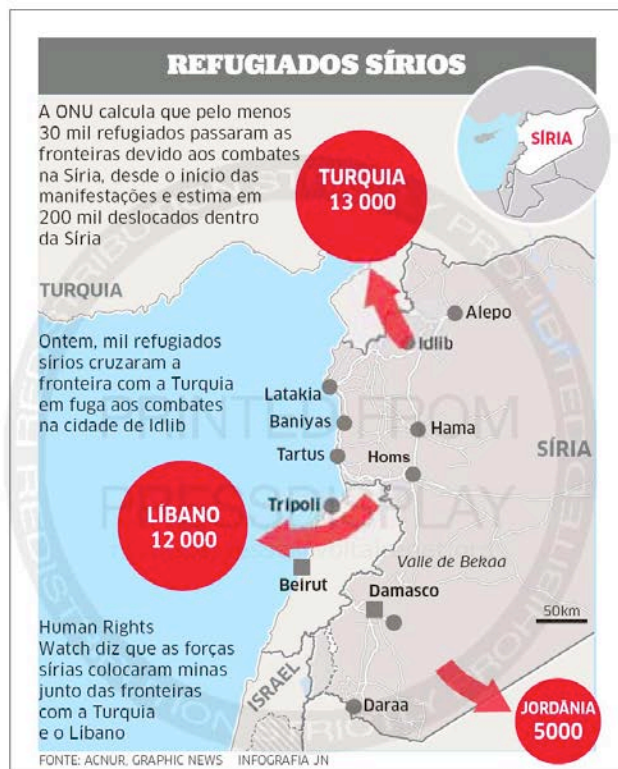 REFUGIADOS SÍRIOS
A ONU calcula que pelo menos
30 mil refugiados passaram as
fronteiras devido aos combates
na Síria, desde o início das
manifestações e estima em
200 mil deslocados dentro
da Síria
TURQUIA
13 000
SÍRIA
TURQUIA
Alepo
Idlib
Ontem, mil refugiados
sírios cruzaram a
fronteira com a Turquia
em fuga aos combates
na cidade de Idlib
Latakia
Baniyas
Tartus
Hama
Homs
SÍRIA
LÍBANO
12 000
Tripoli
Beirut
Valle de Bekaa
Damasco
50km
Human Rights
Watch diz que as forças
sírias colocaram minas
junto das fronteiras
com a Turquia
e o Líbano
ISRAEL
Daraa
JORDÂNIA
5000
FONTE: ACNUR, GRAPHIC NEWS INFOGRAFIA JN
PRINTED FROM
PRESSDISPLAY